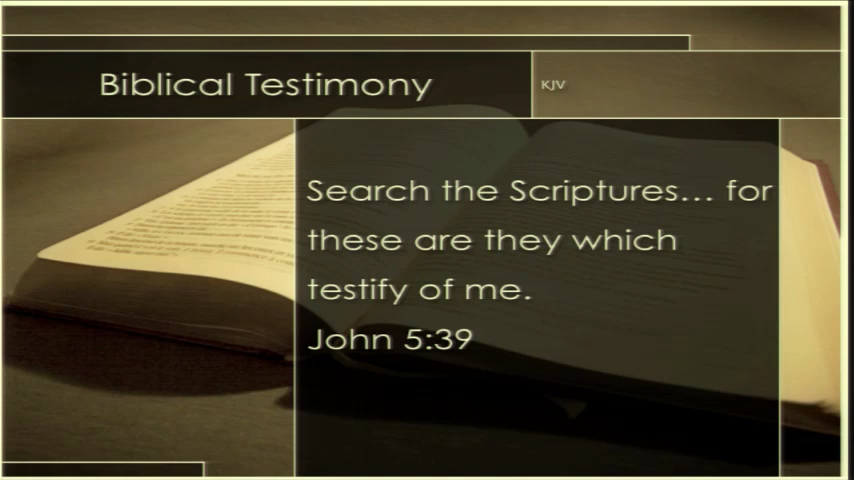 Biblical Testimony
KJV
Search the Scriptures... for
these are they which
testify of me.
John 5:39